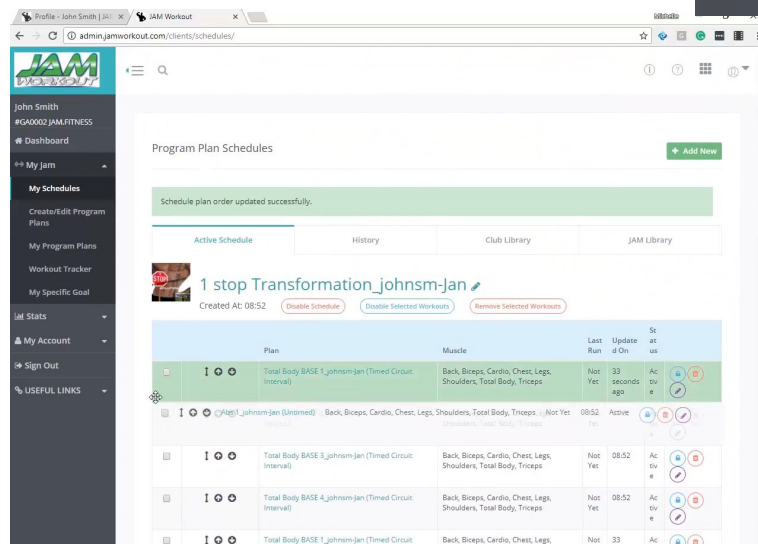 Profile - John Smith | JA
JAM Workout
Michelle
admin.jamworkout.com/clients/schedules/
JAM
WORKOUT
John Smith
#GA0002 JAM.FITNESS
Dashboard
My Jam
My Schedules
Create/Edit Program
Plans
My Program Plans
Workout Tracker
My Specific Goal
Stats
My Account
Sign Out
USEFUL LINKS
Program Plan Schedules
+ Add New
Schedule plan order updated successfully.
Active Schedule
History
Club Library
JAM Library
STOP
1 stop Transformation_johnsm-Jan
Created At: 08:52
Disable Schedule
Disable Selected Workouts
Remove Selected Workouts
Plan
Muscle
Last
Run
Update
d On
St
at
us
Total Body BASE 1_johnsm-Jan (Timed Circuit
Interval)
Back, Biceps, Cardio, Chest, Legs,
Shoulders, Total Body, Triceps
Not
Yet
33
seconds
ago
Ac
tiv
e
Abs 1_johnsm-Jan (Untimed) Back, Biceps, Cardio, Chest, Legs, Shoulders, Total Body, Triceps Not Yet 08:52 Active
Total Body BASE 3_johnsm-Jan (Timed Circuit
Interval)
Back, Biceps, Cardio, Chest, Legs,
Shoulders, Total Body, Triceps
Not
Yet
08:52
Ac
tiv
e
Total Body BASE 4_johnsm-Jan (Timed Circuit
Interval)
Back, Biceps, Cardio, Chest, Legs,
Shoulders, Total Body, Triceps
Not
Yet
08:52
Ac
tiv
e
Total Body BASE 1_johnsm-Jan (Timed Circuit
Back, Biceps, Cardio, Chest, Legs,
Not
33
Ac